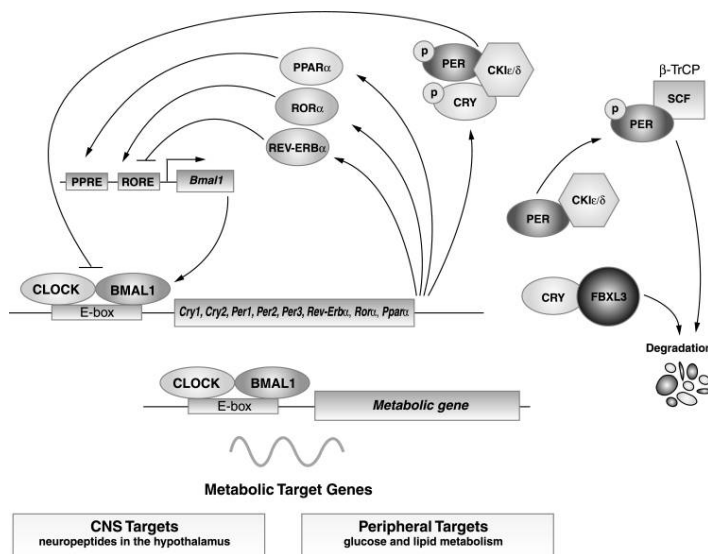 p
PER
CKIε/δ
p
CRY
PPARα
RORα
REV-ERBα
PPRE
RORE
Bmal1
β-TrCP
SCF
p
PER
PER
CKIε/δ
CRY
FBXL3
Degradation
CLOCK
BMAL1
E-box
Cry1, Cry2, Per1, Per2, Per3, Rev-Erbα, Rorα, Pparα
CLOCK
BMAL1
E-box
Metabolic gene
Metabolic Target Genes
CNS Targets
neuropeptides in the hypothalamus
Peripheral Targets
glucose and lipid metabolism